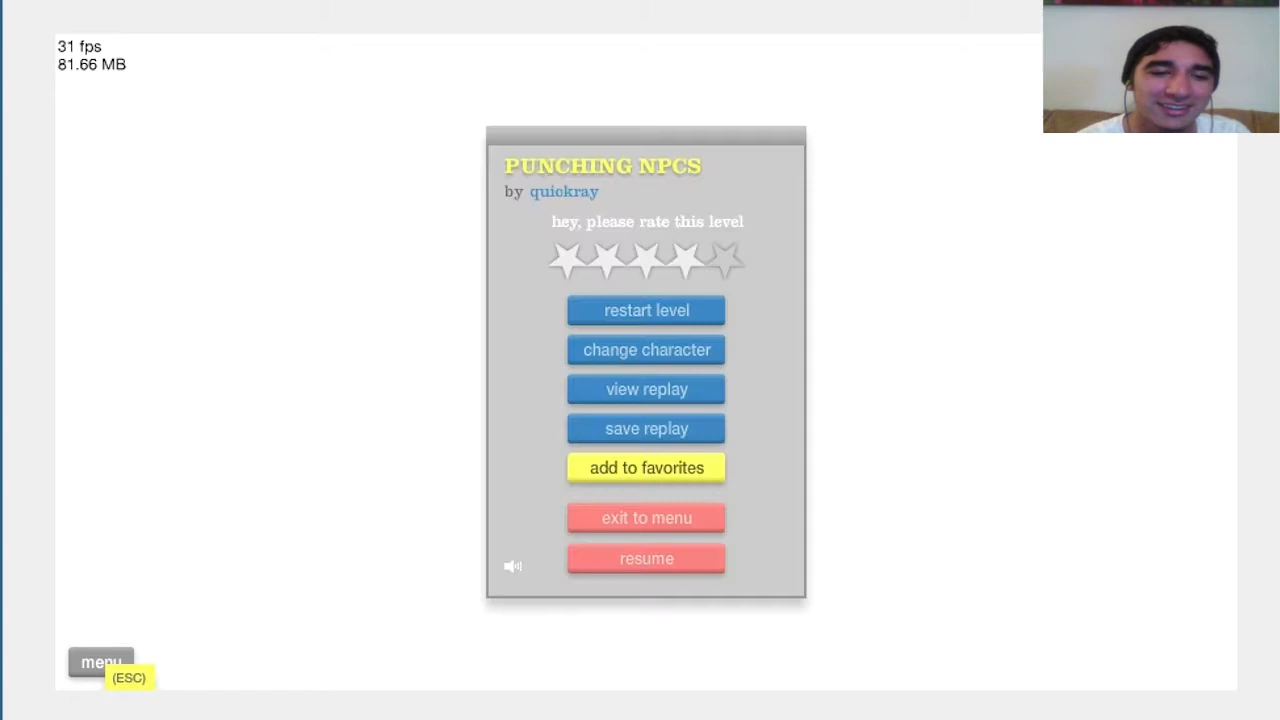 31 fps
81.66 MB
PUNCHING NPCS
by quickray
hey, please rate this level
restart level
change character
view replay
save replay
add to favorites
exit to menu
resume
menu
(ESC)